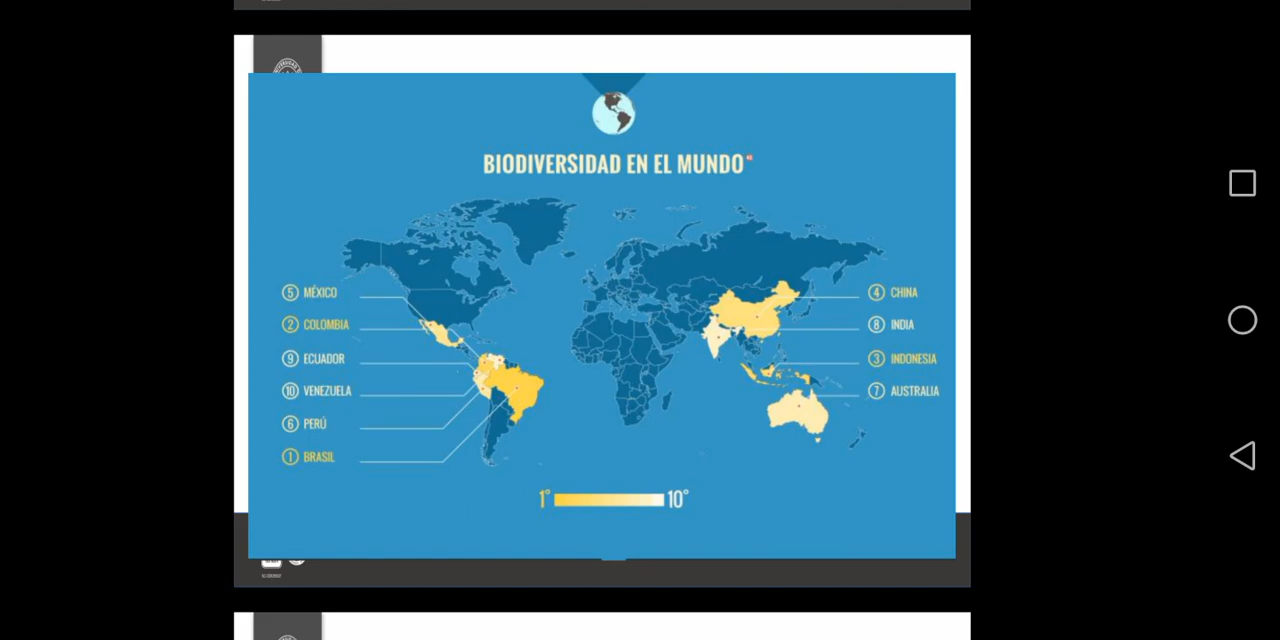 BIODIVERSIDAD EN EL MUNDO
5 MÉXICO
2 COLOMBIA
9 ECUADOR
10 VENEZUELA
6 PERÚ
1 BRASIL
4 CHINA
8 INDIA
3 INDONESIA
7 AUSTRALIA
1° 10°